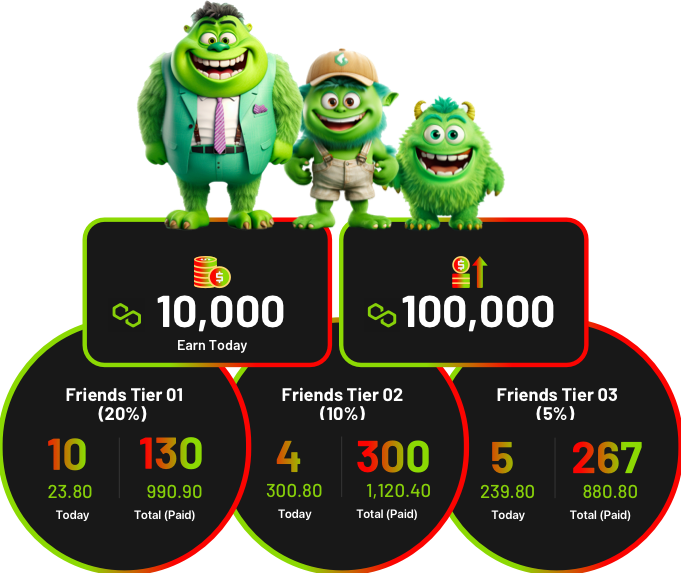 10,000
Earn Today
100,000
Friends Tier 01
(20%)
10
130
23.80
990.90
Today
Total (Paid)
Friends Tier 02
(10%)
4
300
300.80
1,120.40
Today
Total (Paid)
Friends Tier 03
(5%)
5
267
239.80
880.80
Today
Total (Paid)